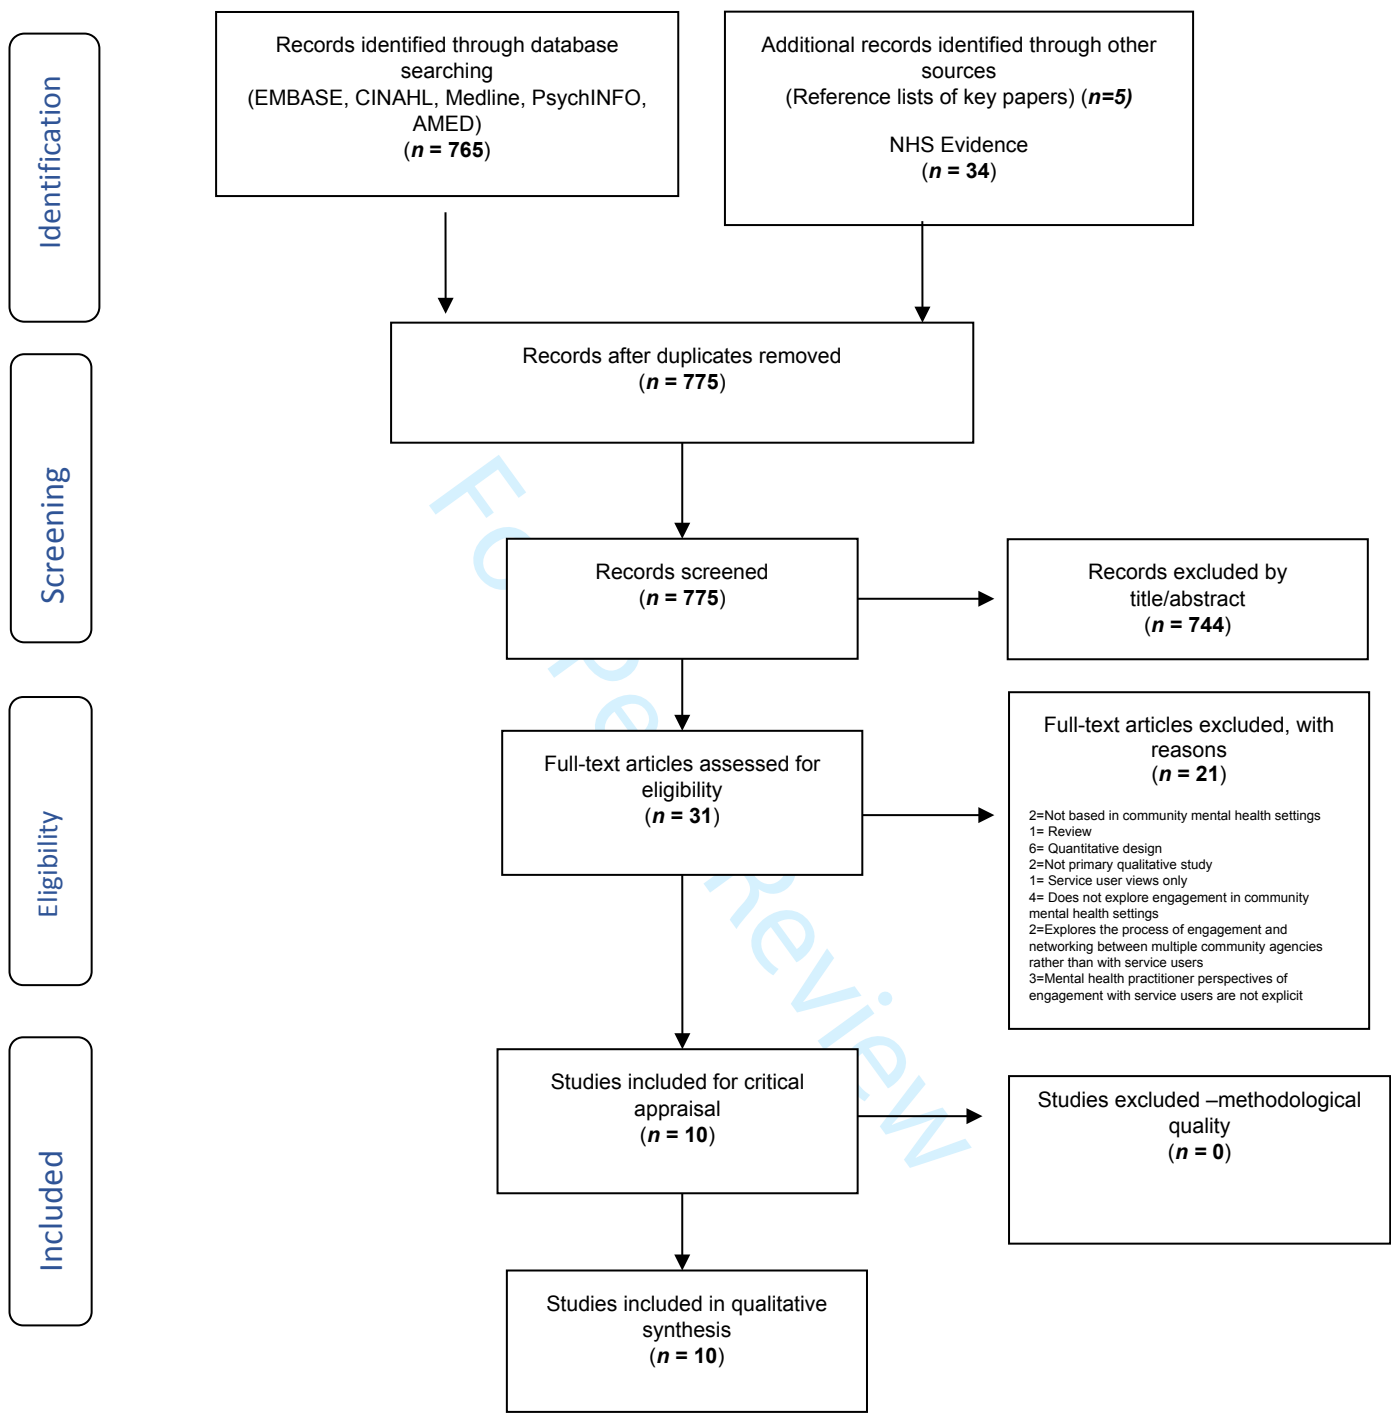 Identification
Records identified through database
searching
(EMBASE, CINAHL, Medline, PsychINFO,
AMED)
(n = 765)
Additional records identified through other
sources
(Reference lists of key papers) (n=5)
NHS Evidence
(n = 34)
Records after duplicates removed
(n = 775)
Screening
Records screened
(n = 775)
Records excluded by
title/abstract
(n = 744)
Eligibility
Full-text articles assessed for
eligibility
(n = 31)
Full-text articles excluded, with
reasons
(n = 21)
2=Not based in community mental health settings
1= Review
6= Quantitative design
2=Not primary qualitative study
1= Service user views only
4= Does not explore engagement in community
mental health settings
2=Explores the process of engagement and
networking between multiple community agencies
rather than with service users
3=Mental health practitioner perspectives of
engagement with service users are not explicit
Included
Studies included for critical
appraisal
(n = 10)
Studies excluded –methodological
quality
(n = 0)
Studies included in qualitative
synthesis
(n = 10)
For Peer Review